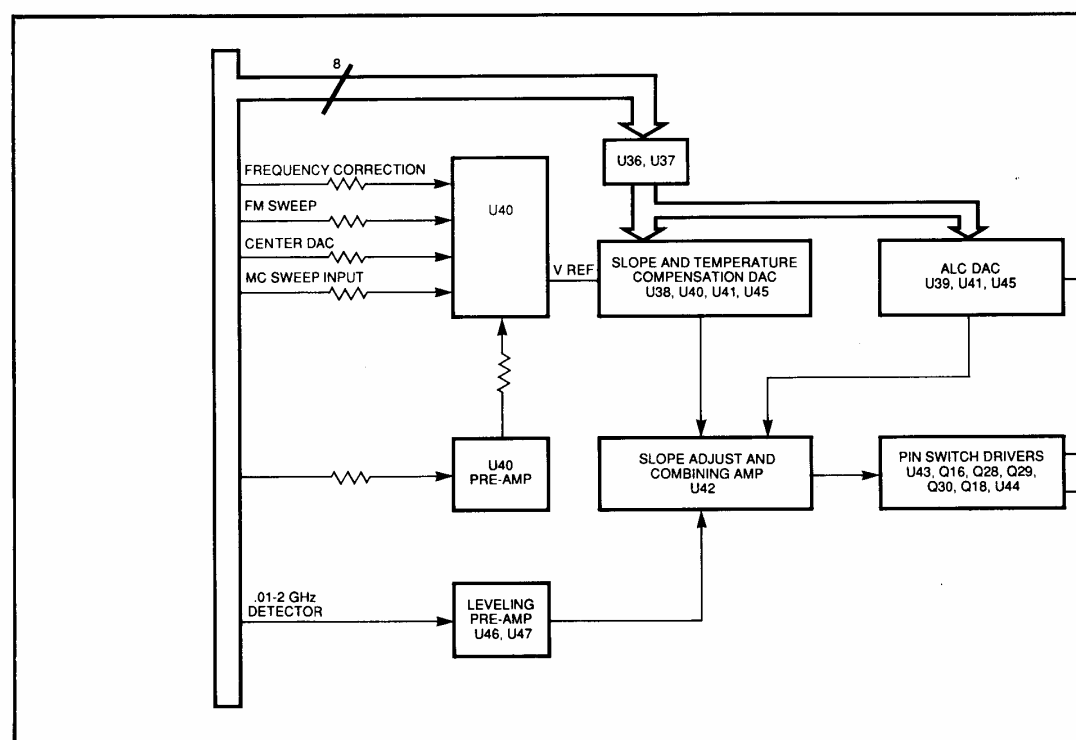 8
U36, U37
FREQUENCY CORRECTION
FM SWEEP
CENTER DAC
MC SWEEP INPUT
U40
V REF
SLOPE AND TEMPERATURE
COMPENSATION DAC
U38, U40, U41, U45
ALC DAC
U39, U41, U45
U40
PRE-AMP
SLOPE ADJUST AND
COMBINING AMP
U42
PIN SWITCH DRIVERS
U43, Q16, Q28, Q29,
Q30, Q18, U44
.01-2 GHz
DETECTOR
LEVELING
PRE-AMP
U46, U47